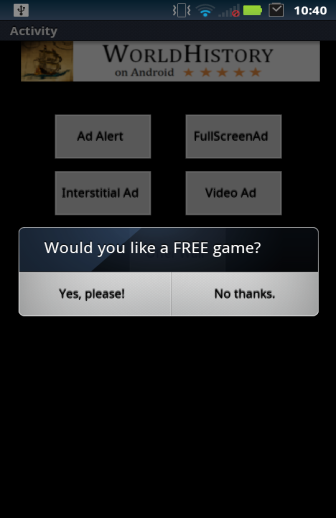 10:40
Activity
WORLDHISTORY
on Android
Ad Alert
FullScreenAd
Interstitial Ad
Video Ad
Would you like a FREE game?
Yes, please!
No thanks.